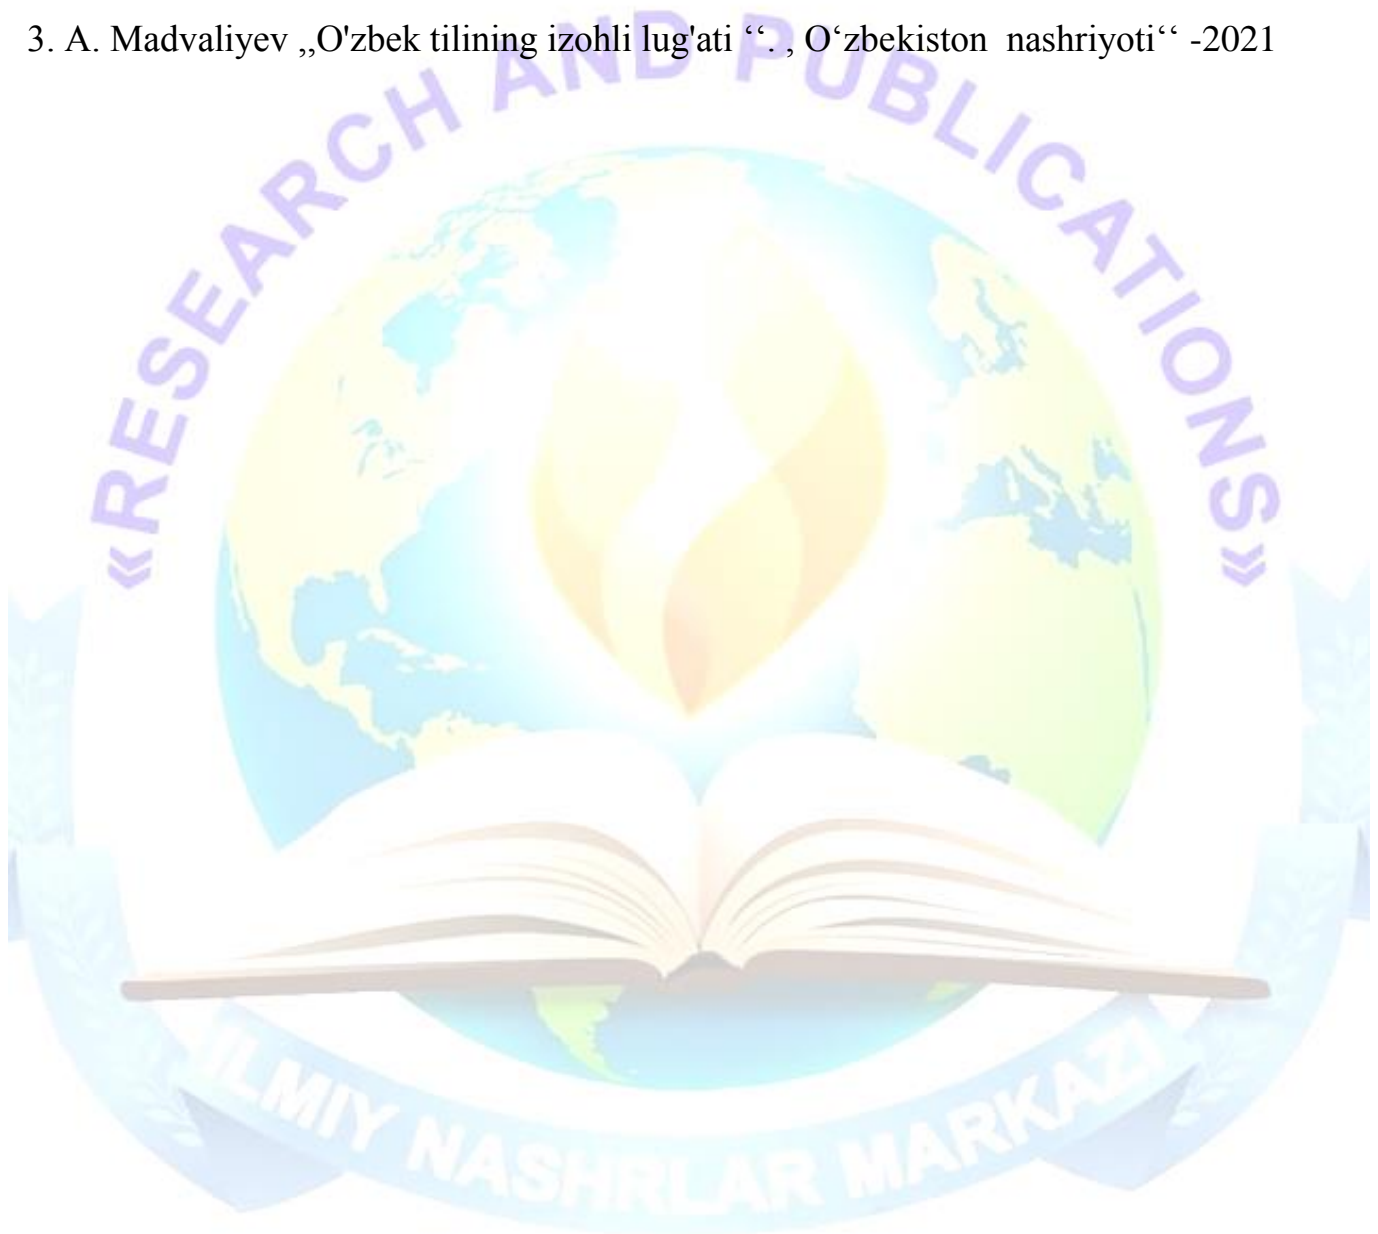 3. A. Madvaliyev ,,O'zbek tilining izohli lug'ati ‘‘. , O‘zbekiston  nashriyoti‘‘ -2021
«RESEARCH AND PUBLICATIONS»
ILMIY NASHRLAR MARKAZI